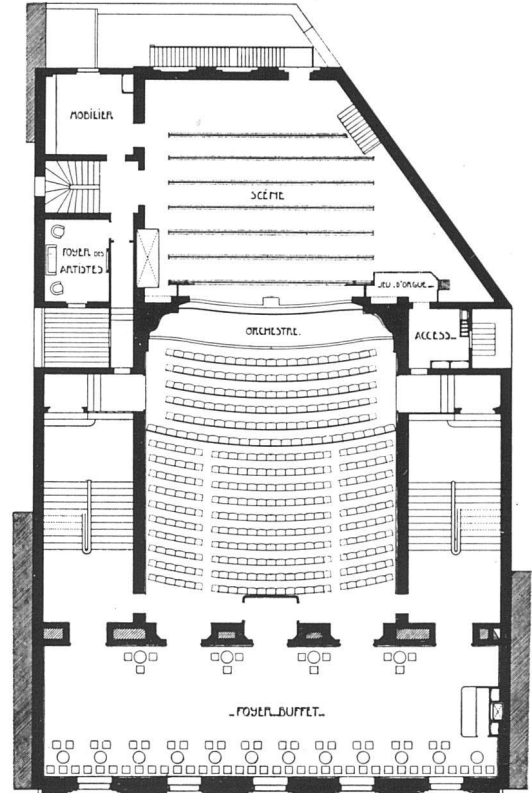 MOBILIER
SCÈNE
FOYER DES
ARTISTES
JEU D'ORGUE
ORCHESTRE.
ACCESS.
FOYER BUFFET